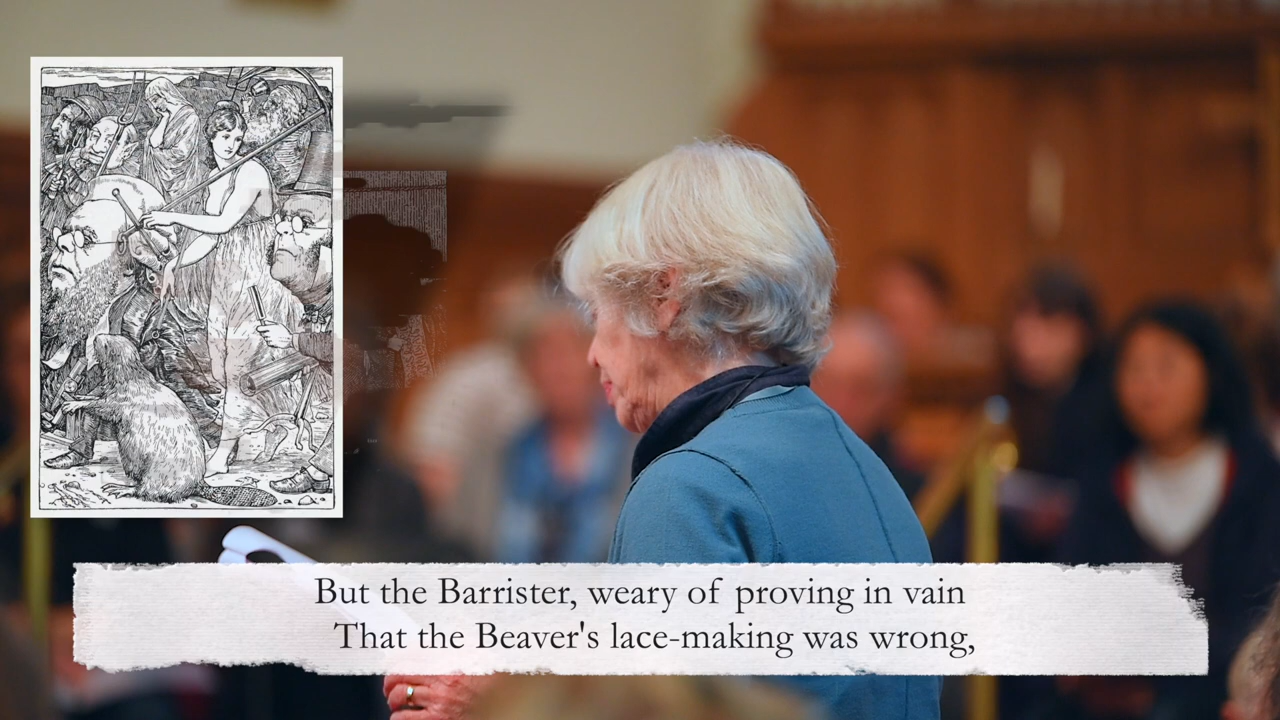 But the Barrister, weary of proving in vain
That the Beaver's lace-making was wrong,